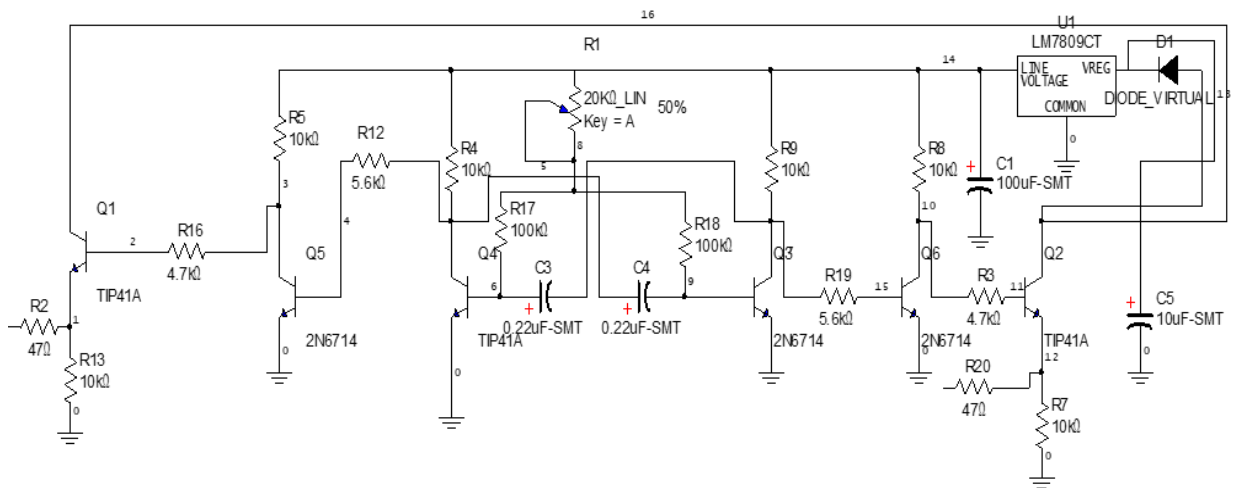 16
U1
LM7809CT
R1
D1
14
LINE VREG
VOLTAGE
COMMON
DODE_VIRTUAL
13
0
20KΩ_LIN
Key = A
50%
8
5
R5
10kΩ
R12
5.6kΩ
R4
10kΩ
R9
10kΩ
R8
10kΩ
C1
100uF-SMT
3
4
10
Q1
2
R16
4.7kΩ
Q5
R17
100kΩ
Q4
R18
100kΩ
Q3
Q6
Q2
TIP41A
6
C3
C4
9
R19
5.6kΩ
15
R3
4.7kΩ
11
C5
10uF-SMT
0.22uF-SMT
0.22uF-SMT
R2
47Ω
1
2N6714
TIP41A
2N6714
2N6714
TIP41A
0
0
0
0
0
12
R13
10kΩ
0
R20
47Ω
R7
10kΩ
0